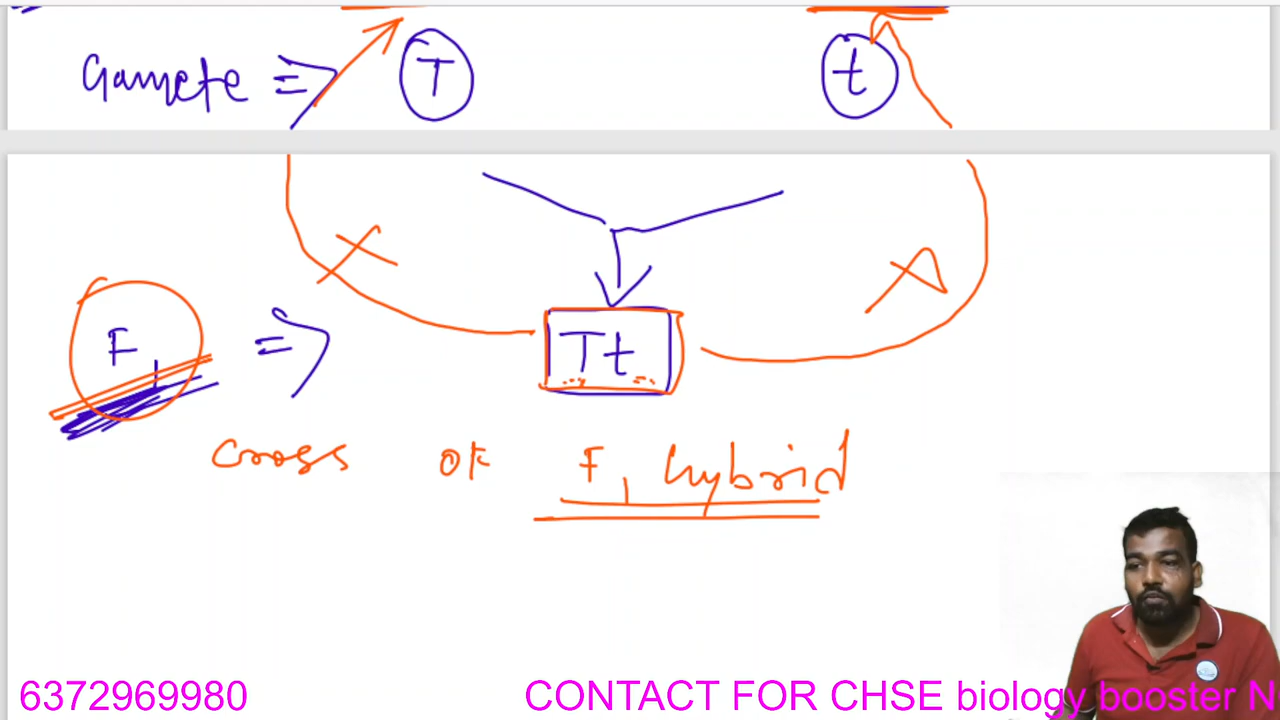 Gamete => T t
F1 => Tt
cross of F1 hybrid
6372969980 CONTACT FOR CHSE biology booster N